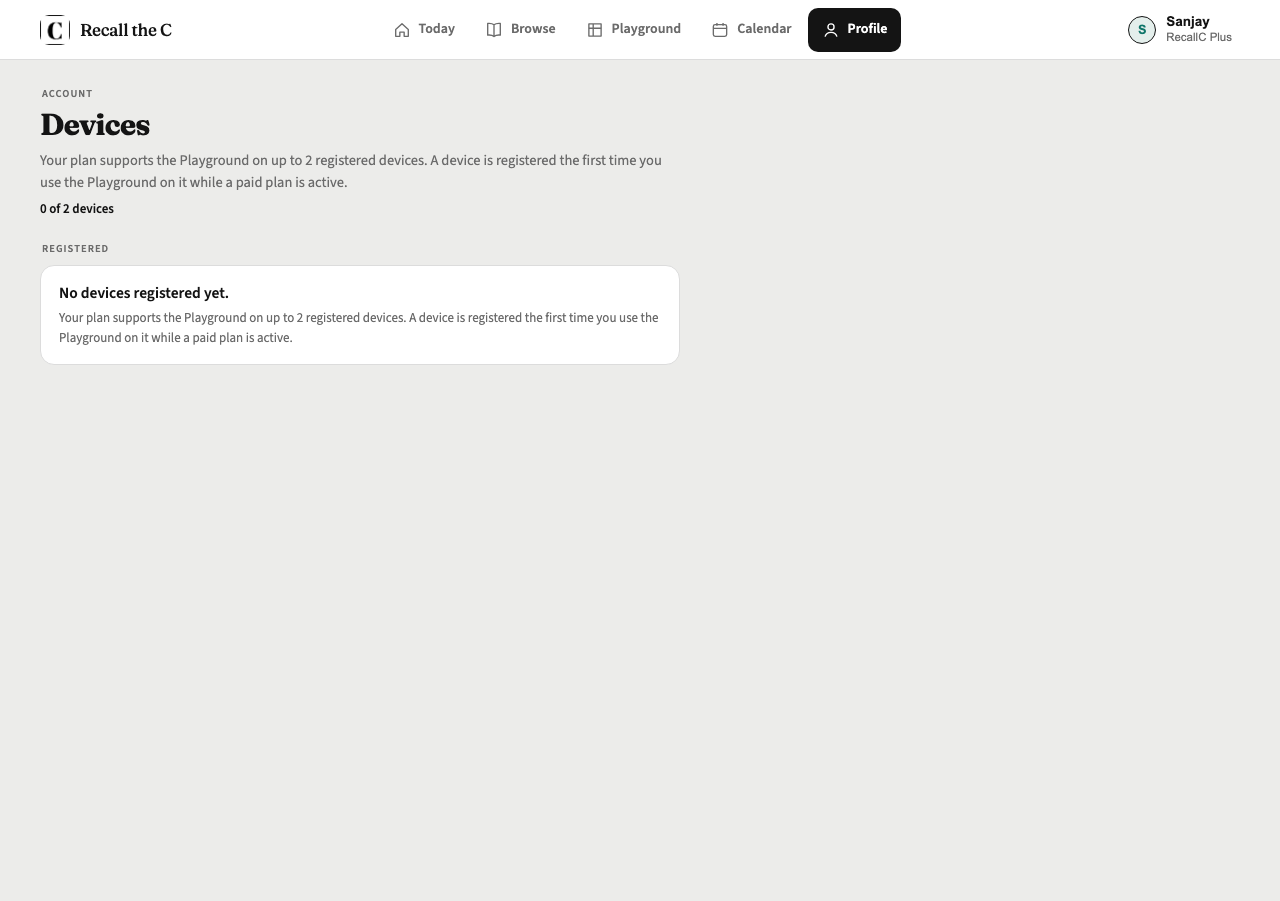 C Recall the C
Today
Browse
Playground
Calendar
Profile
S
Sanjay
RecallC Plus
ACCOUNT
Devices
Your plan supports the Playground on up to 2 registered devices. A device is registered the first time you
use the Playground on it while a paid plan is active.
0 of 2 devices
REGISTERED
No devices registered yet.
Your plan supports the Playground on up to 2 registered devices. A device is registered the first time you use the
Playground on it while a paid plan is active.